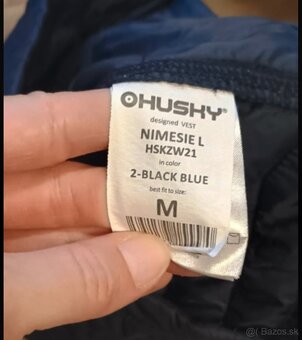 HUSKY®
designed VEST
NIMESIE L
HSKZW21
in color
2-BLACK BLUE
best fit to size:
M
@( Bazos.sk